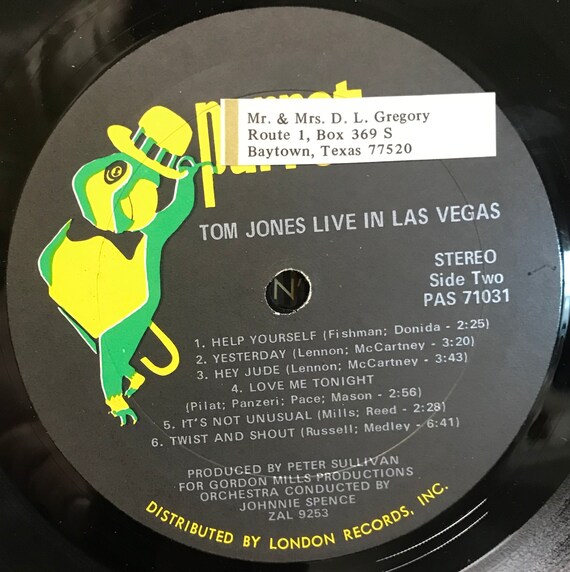 Mr. & Mrs. D. L. Gregory
Route 1, Box 369 S
Baytown, Texas 77520
TOM JONES LIVE IN LAS VEGAS
STEREO
Side Two
PAS 71031
1. HELP YOURSELF (Fishman; Donida - 2:25)
2. YESTERDAY (Lennon; McCartney - 3:20)
3. HEY JUDE (Lennon; McCartney - 3:43)
4. LOVE ME TONIGHT
(Pilat; Panzeri; Pace; Mason - 2:56)
5. IT'S NOT UNUSUAL (Mills; Reed - 2:28)
6. TWIST AND SHOUT (Russell; Medley - 6:41)
PRODUCED BY PETER SULLIVAN
FOR GORDON MILLS PRODUCTIONS
ORCHESTRA CONDUCTED BY
JOHNNIE SPENCE
ZAL 9253
DISTRIBUTED BY LONDON RECORDS, INC.